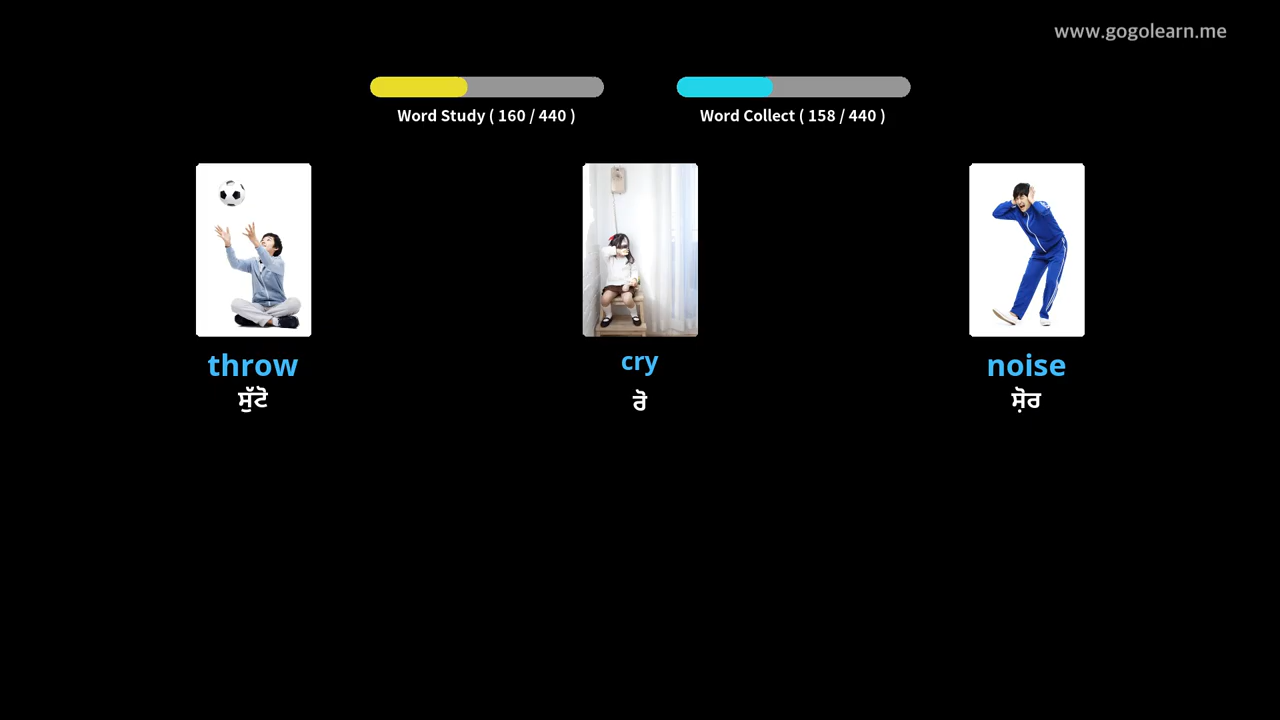 www.gogolearn.me
Word Study ( 160 / 440 )
Word Collect ( 158 / 440 )
throw
ਸੁੱਟੋ
cry
ਰੋ
noise
ਸ਼ੋਰ